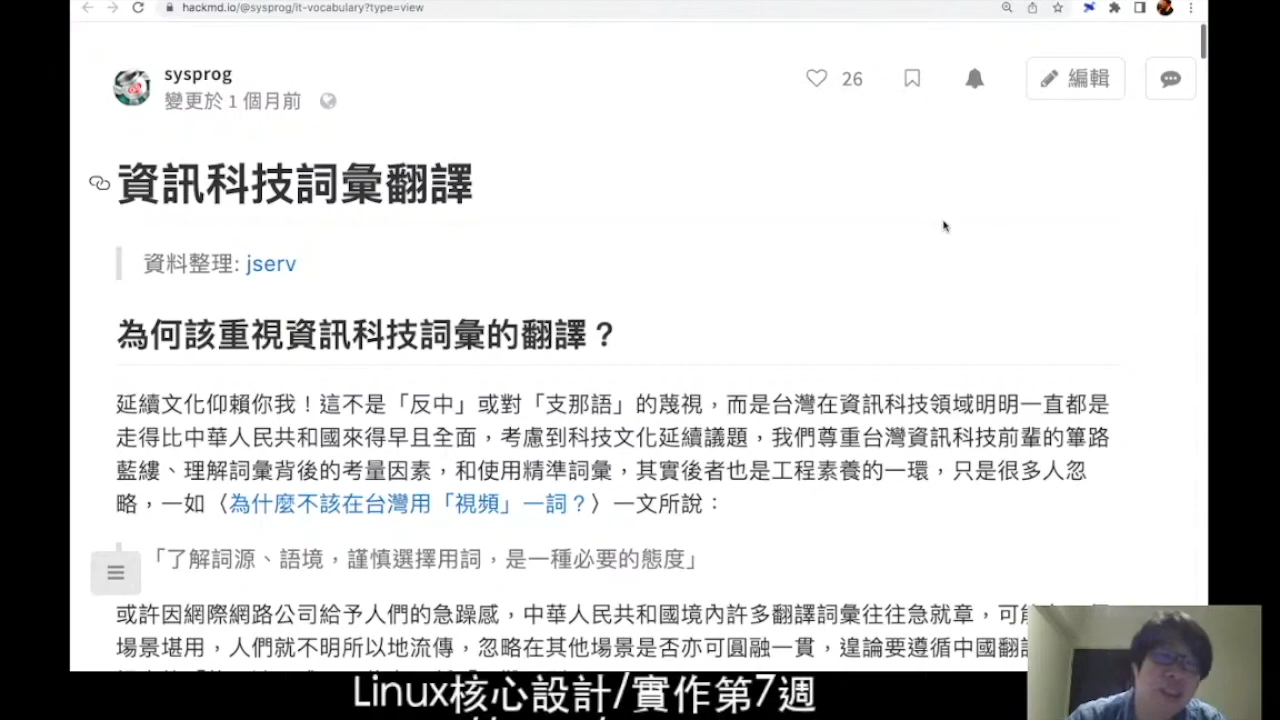 hackmd.io/@sysprog/it-vocabulary?type=view
sysprog
變更於 1 個月前
26
編輯
資訊科技詞彙翻譯
資料整理: jserv
為何該重視資訊科技詞彙的翻譯？
延續文化仰賴你我！這不是「反中」或對「支那語」的蔑視，而是台灣在資訊科技領域明明一直都是
走得比中華人民共和國來得早且全面，考慮到科技文化延續議題，我們尊重台灣資訊科技前輩的篳路
藍縷、理解詞彙背後的考量因素，和使用精準詞彙，其實後者也是工程素養的一環，只是很多人忽
略，一如〈為什麼不該在台灣用「視頻」一詞？〉一文所說：
「了解詞源、語境，謹慎選擇用詞，是一種必要的態度」
或許因網際網路公司給予人們的急躁感，中華人民共和國境內許多翻譯詞彙往往急就章，可能
場景堪用，人們就不明所以地流傳，忽略在其他場景是否亦可圓融一貫，遑論要遵循中國翻
Linux核心設計/實作第7週